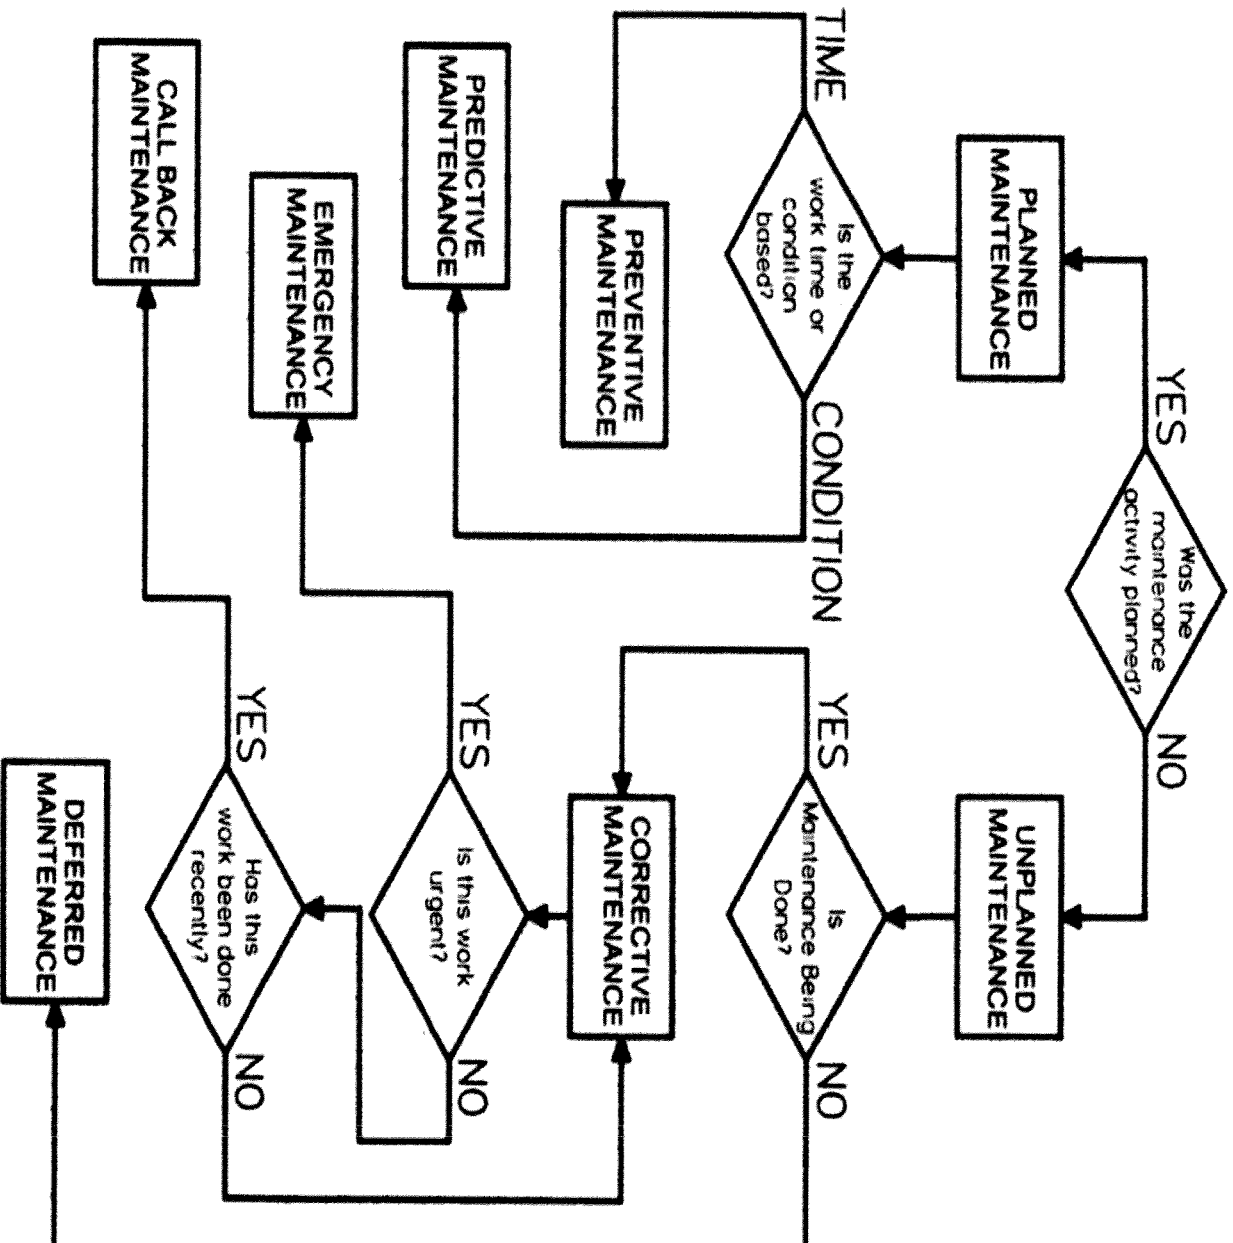 Was the
maintenance
activity planned?
YES
NO
PLANNED
MAINTENANCE
UNPLANNED
MAINTENANCE
Is the
work time or
condition
based?
TIME
CONDITION
Is
Maintenance Being
Done?
YES
NO
PREVENTIVE
MAINTENANCE
CORRECTIVE
MAINTENANCE
PREDICTIVE
MAINTENANCE
Is this work
urgent?
YES
NO
EMERGENCY
MAINTENANCE
Has this
work been done
recently?
YES
NO
CALL BACK
MAINTENANCE
DEFERRED
MAINTENANCE